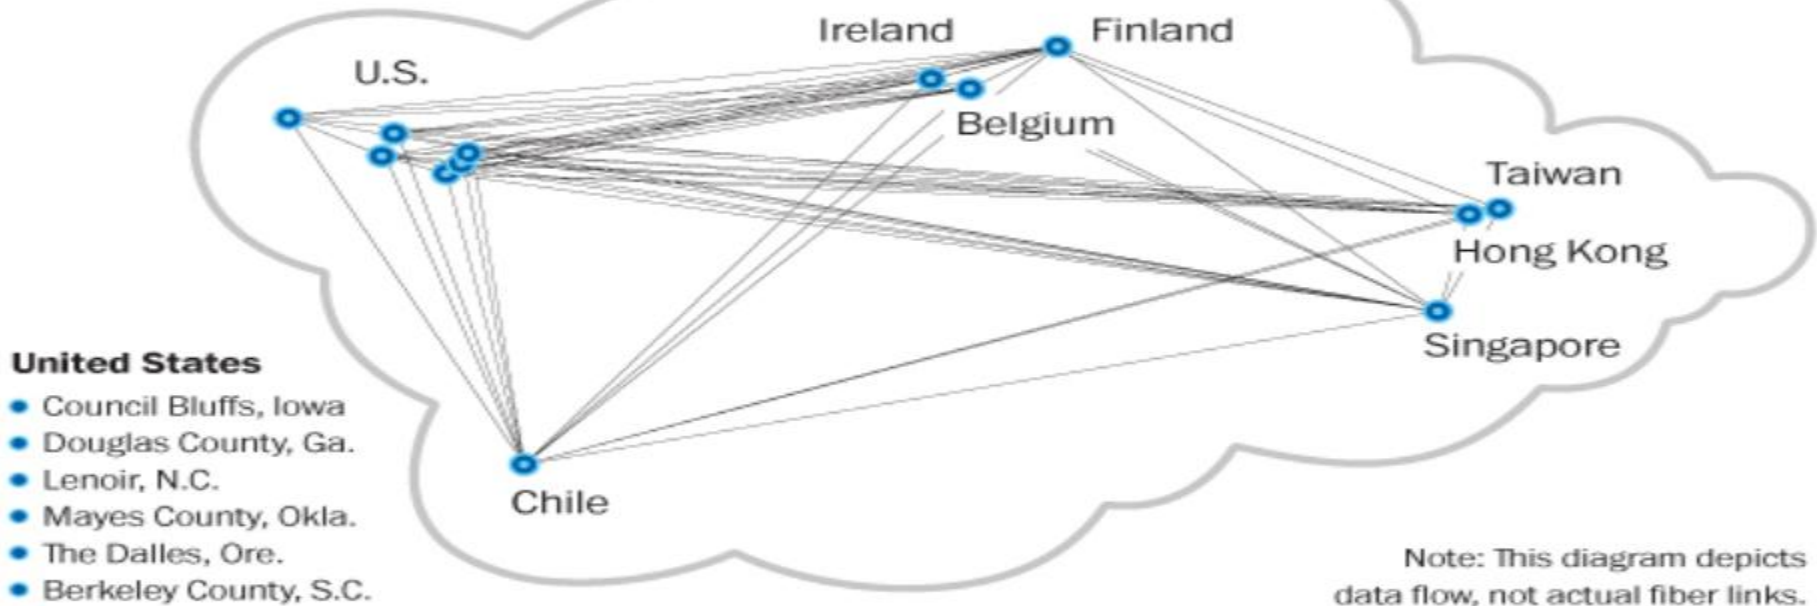 Ireland
Finland
U.S.
Belgium
Taiwan
Hong Kong
Singapore
Chile
United States
Council Bluffs, Iowa
Douglas County, Ga.
Lenoir, N.C.
Mayes County, Okla.
The Dalles, Ore.
Berkeley County, S.C.
Note: This diagram depicts
data flow, not actual fiber links.